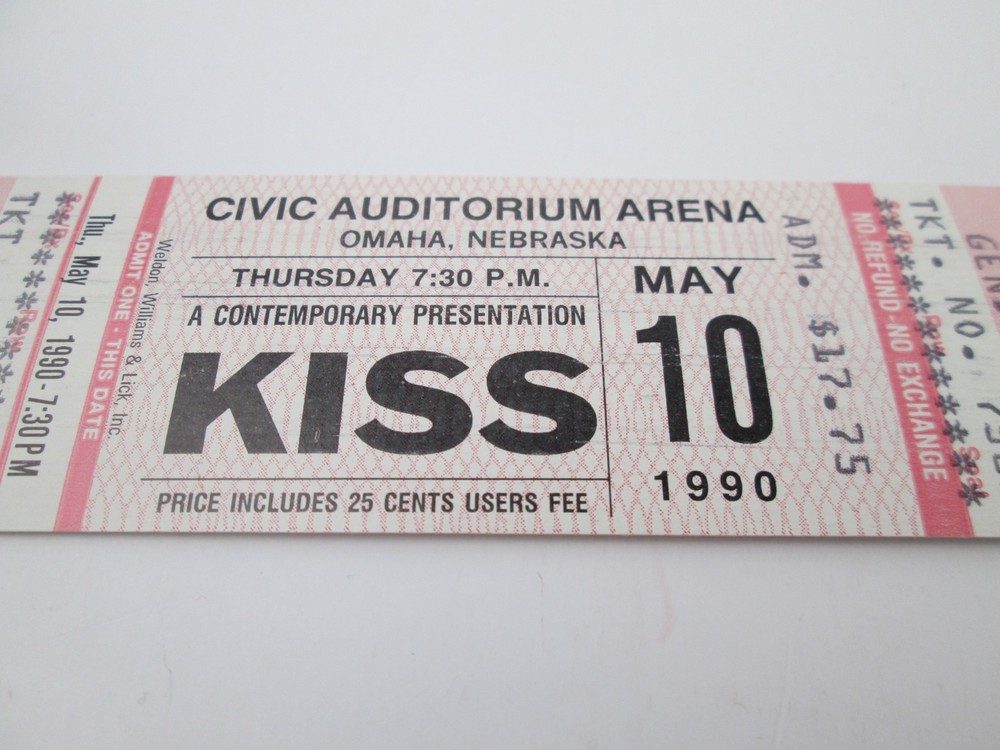 TKT
Thu., May 10, 1990 - 7:30 PM
ADMIT ONE · THIS DATE
Weldon, Williams & Lick, Inc.
CIVIC AUDITORIUM ARENA
OMAHA, NEBRASKA
THURSDAY 7:30 P.M.
A CONTEMPORARY PRESENTATION
KISS
PRICE INCLUDES 25 CENTS USERS FEE
MAY
10
1990
ADM. $17.75
NO REFUND · NO EXCHANGE
TKT. NO.